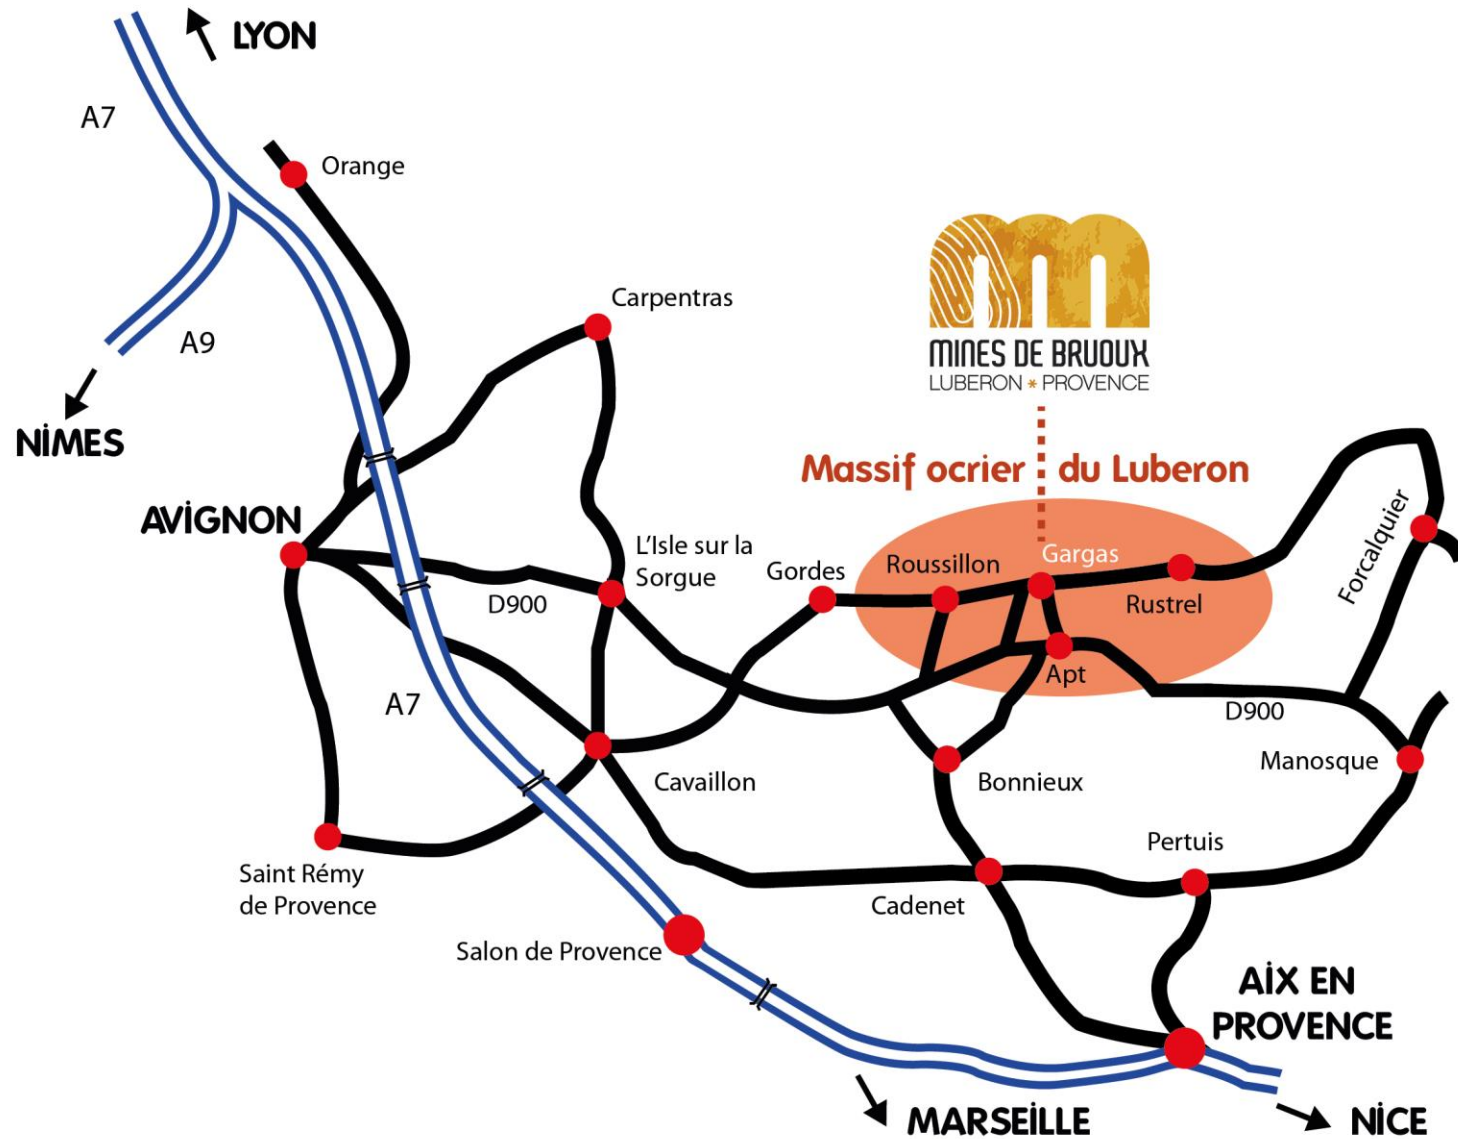 LYON
A7
Orange
Carpentras
A9
MINES DE BRUOUX
LUBERON * PROVENCE
NiMES
Massif ocrier du Luberon
AViGNON
L'Isle sur la
Sorgue
Gordes
Roussillon
Gargas
Forcalquier
D900
Rustrel
Apt
A7
D900
Cavaillon
Bonnieux
Manosque
Pertuis
Saint Rémy
de Provence
Cadenet
Salon de Provence
AiX EN
PROVENCE
MARSEiLLE
NiCE